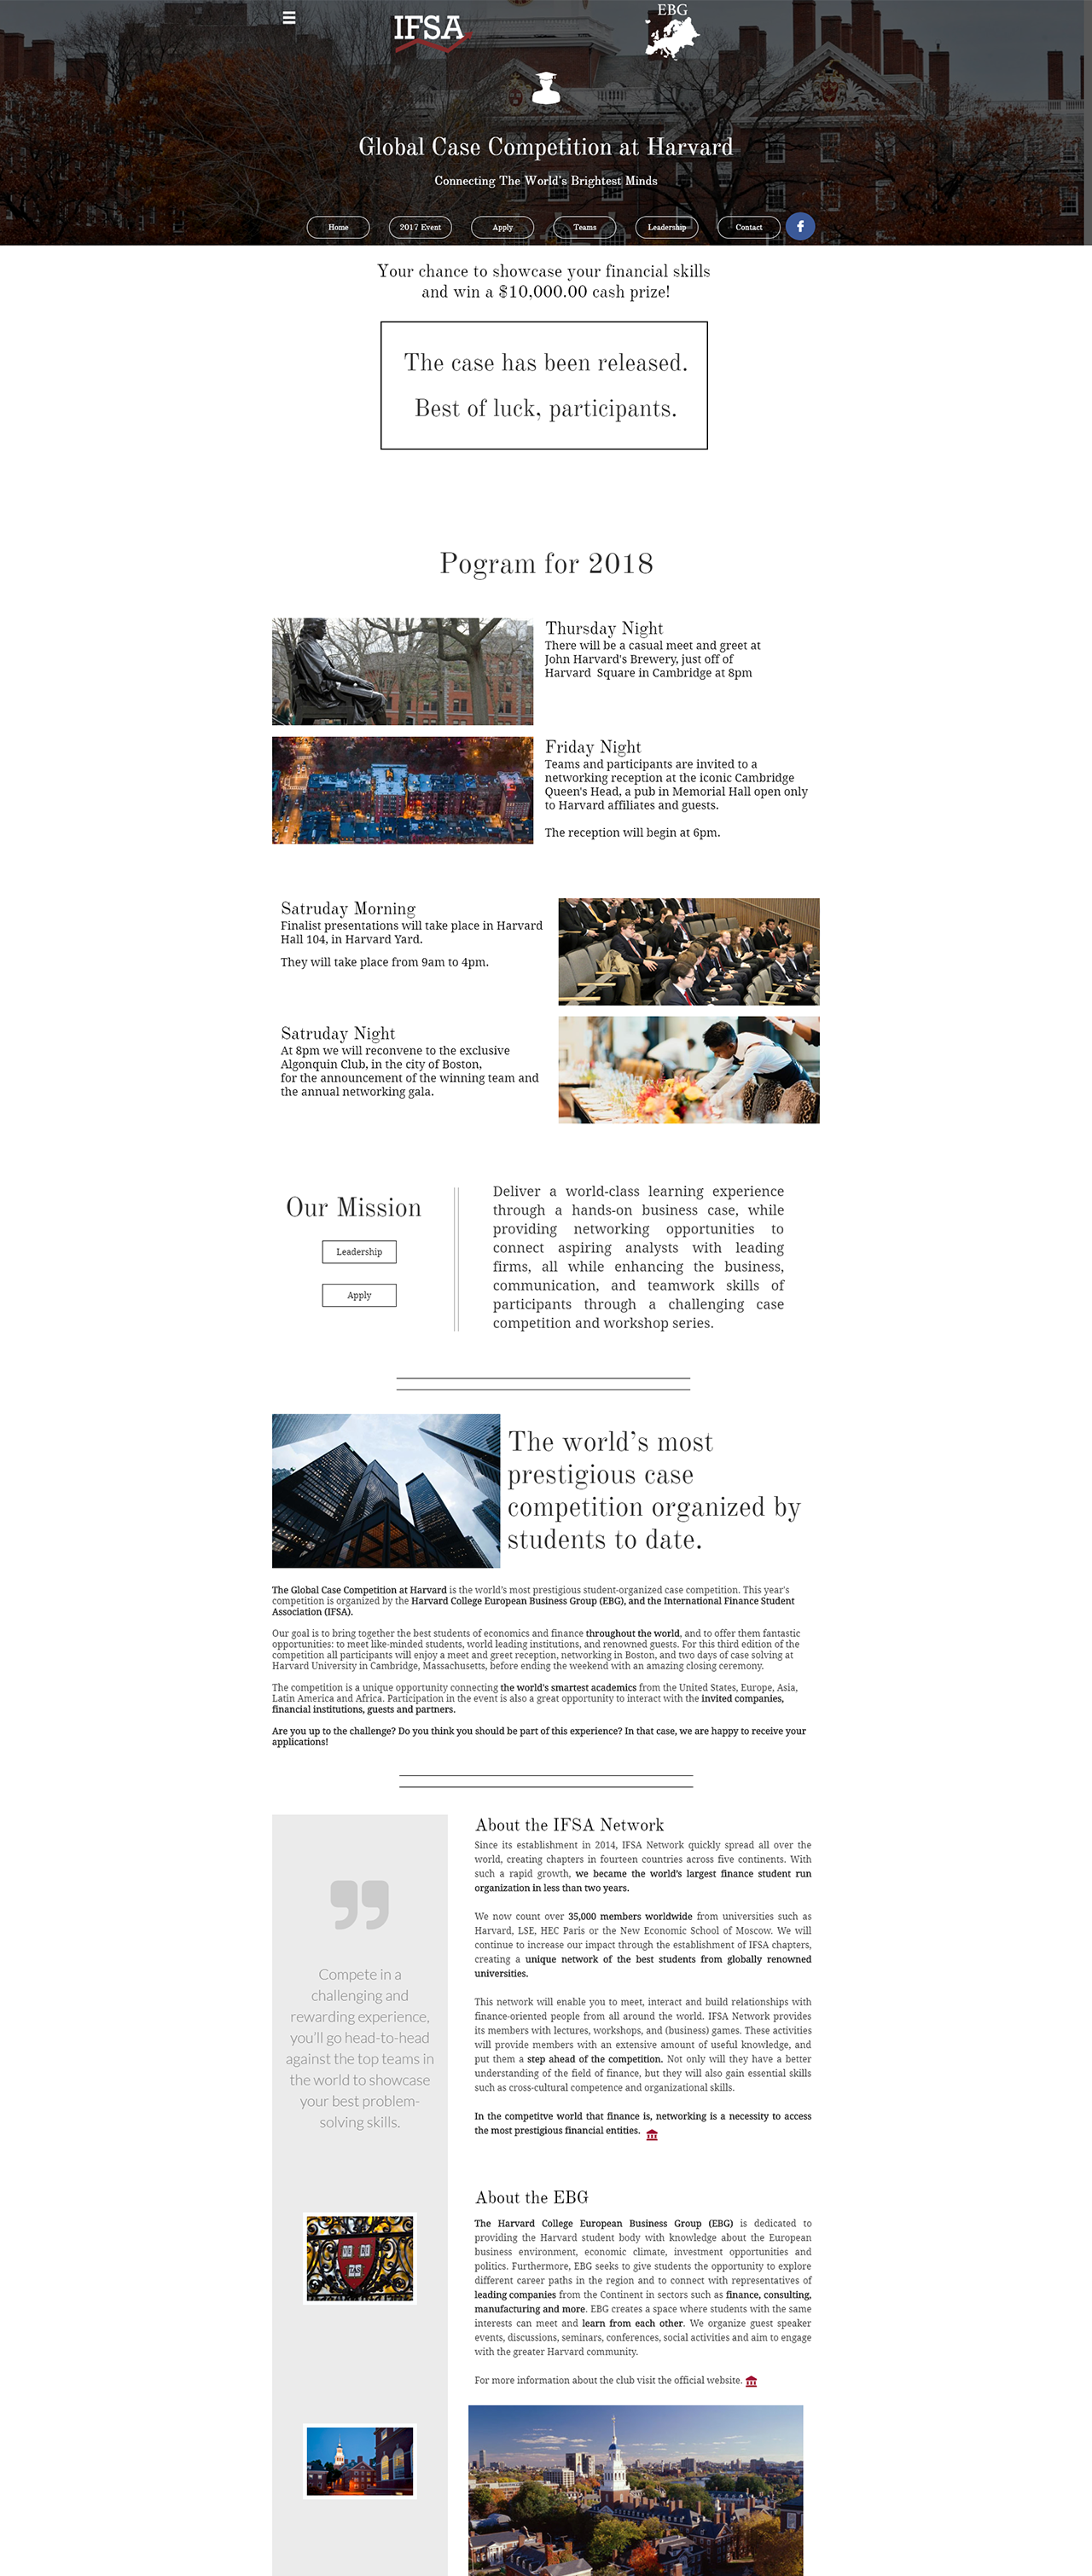 IFSA
EBG
Global Case Competition at Harvard
Connecting The World's Brightest Minds
Home
2017 Event
Apply
Teams
Leadership
Contact
Your chance to showcase your financial skills
and win a $10,000.00 cash prize!
The case has been released.
Best of luck, participants.
Pogram for 2018
Thursday Night
There will be a casual meet and greet at
John Harvard's Brewery, just off of
Harvard Square in Cambridge at 8pm
Friday Night
Teams and participants are invited to a
networking reception at the iconic Cambridge
Queen's Head, a pub in Memorial Hall open only
to Harvard affiliates and guests.
The reception will begin at 6pm.
Satruday Morning
Finalist presentations will take place in Harvard
Hall 104, in Harvard Yard.
They will take place from 9am to 4pm.
Satruday Night
At 8pm we will reconvene to the exclusive
Algonquin Club, in the city of Boston,
for the announcement of the winning team and
the annual networking gala.
Our Mission
Leadership
Apply
Deliver a world-class learning experience
through a hands-on business case, while
providing networking opportunities to
connect aspiring analysts with leading
firms, all while enhancing the business,
communication, and teamwork skills of
participants through a challenging case
competition and workshop series.
The world's most
prestigious case
competition organized by
students to date.
The Global Case Competition at Harvard is the world's most prestigious student-organized case competition. This year's
competition is organized by the Harvard College European Business Group (EBG), and the International Finance Student
Association (IFSA).
Our goal is to bring together the best students of economics and finance throughout the world, and to offer them fantastic
opportunities: to meet like-minded students, world leading institutions, and renowned guests. For this third edition of the
competition all participants will enjoy a meet and greet reception, networking in Boston, and two days of case solving at
Harvard University in Cambridge, Massachusetts, before ending the weekend with an amazing closing ceremony.
The competition is a unique opportunity connecting the world's smartest academics from the United States, Europe, Asia,
Latin America and Africa. Participation in the event is also a great opportunity to interact with the invited companies,
financial institutions, guests and partners.
Are you up to the challenge? Do you think you should be part of this experience? In that case, we are happy to receive your
applications!
Compete in a
challenging and
rewarding experience,
you'll go head-to-head
against the top teams in
the world to showcase
your best problem-
solving skills.
About the IFSA Network
Since its establishment in 2014, IFSA Network quickly spread all over the
world, creating chapters in fourteen countries across five continents. With
such a rapid growth, we became the world's largest finance student run
organization in less than two years.
We now count over 35,000 members worldwide from universities such as
Harvard, LSE, HEC Paris or the New Economic School of Moscow. We will
continue to increase our impact through the establishment of IFSA chapters,
creating a unique network of the best students from globally renowned
universities.
This network will enable you to meet, interact and build relationships with
finance-oriented people from all around the world. IFSA Network provides
its members with lectures, workshops, and (business) games. These activities
will provide members with an extensive amount of useful knowledge, and
put them a step ahead of the competition. Not only will they have a better
understanding of the field of finance, but they will also gain essential skills
such as cross-cultural competence and organizational skills.
In the competitve world that finance is, networking is a necessity to access
the most prestigious financial entities.
About the EBG
The Harvard College European Business Group (EBG) is dedicated to
providing the Harvard student body with knowledge about the European
business environment, economic climate, investment opportunities and
politics. Furthermore, EBG seeks to give students the opportunity to explore
different career paths in the region and to connect with representatives of
leading companies from the Continent in sectors such as finance, consulting,
manufacturing and more. EBG creates a space where students with the same
interests can meet and learn from each other. We organize guest speaker
events, discussions, seminars, conferences, social activities and aim to engage
with the greater Harvard community.
For more information about the club visit the official website.